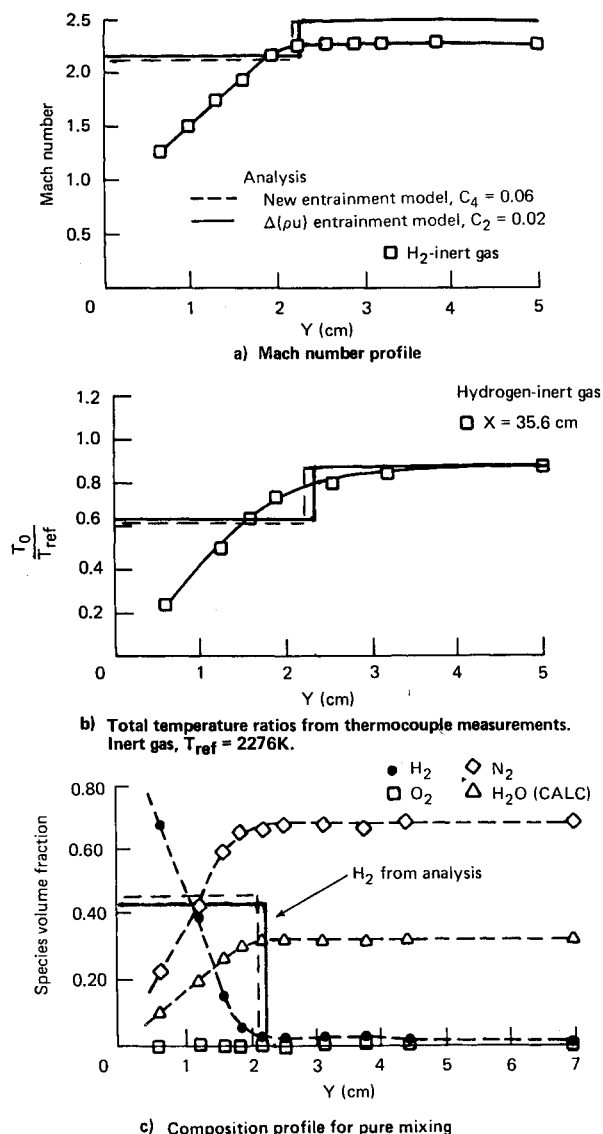 2.5
2.0
1.5
1.0
0.5
Mach number
Analysis
New entrainment model, C4 = 0.06
Δ(ρu) entrainment model, C2 = 0.02
H2-inert gas
0 1 2 3 4 5
Y (cm)
a) Mach number profile
1.2
1.0
0.8
0.6
0.4
0.2
T0
Tref
Hydrogen-inert gas
X = 35.6 cm
0 1 2 3 4 5
Y (cm)
b) Total temperature ratios from thermocouple measurements.
Inert gas, Tref = 2276K.
H2 N2
O2 H2O (CALC)
0.80
0.60
0.40
0.20
Species volume fraction
H2 from analysis
0 1 2 3 4 5 6 7
Y (cm)
c) Composition profile for pure mixing